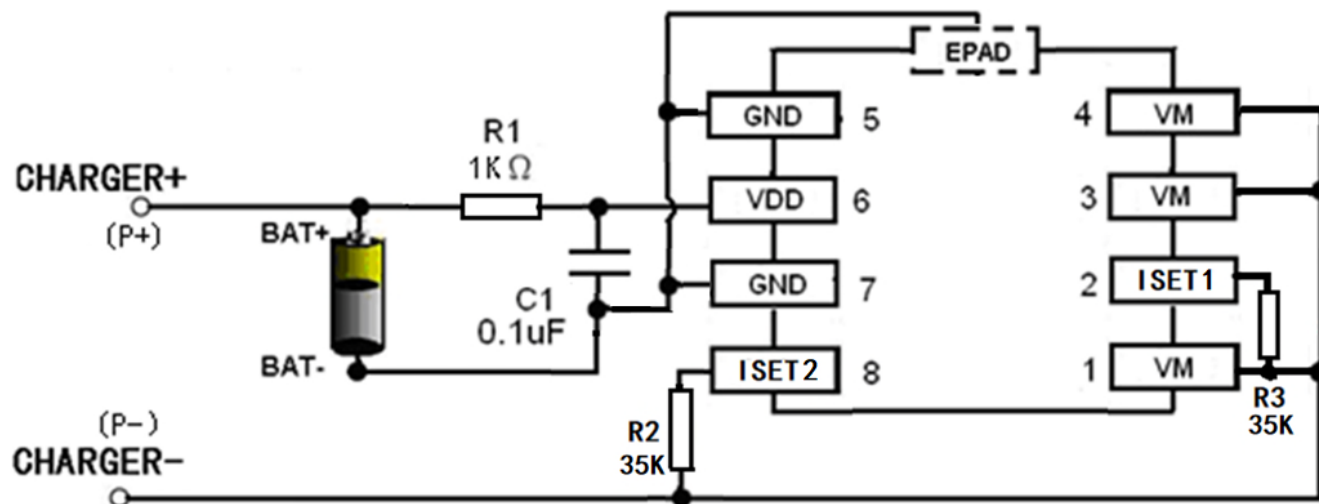 EPAD
GND 5
4 VM
R1
1K Ω
CHARGER+
(P+)
BAT+
VDD 6
3 VM
GND 7
2 ISET1
C1
0.1uF
BAT-
ISET2 8
1 VM
R3
35K
(P-)
CHARGER-
R2
35K